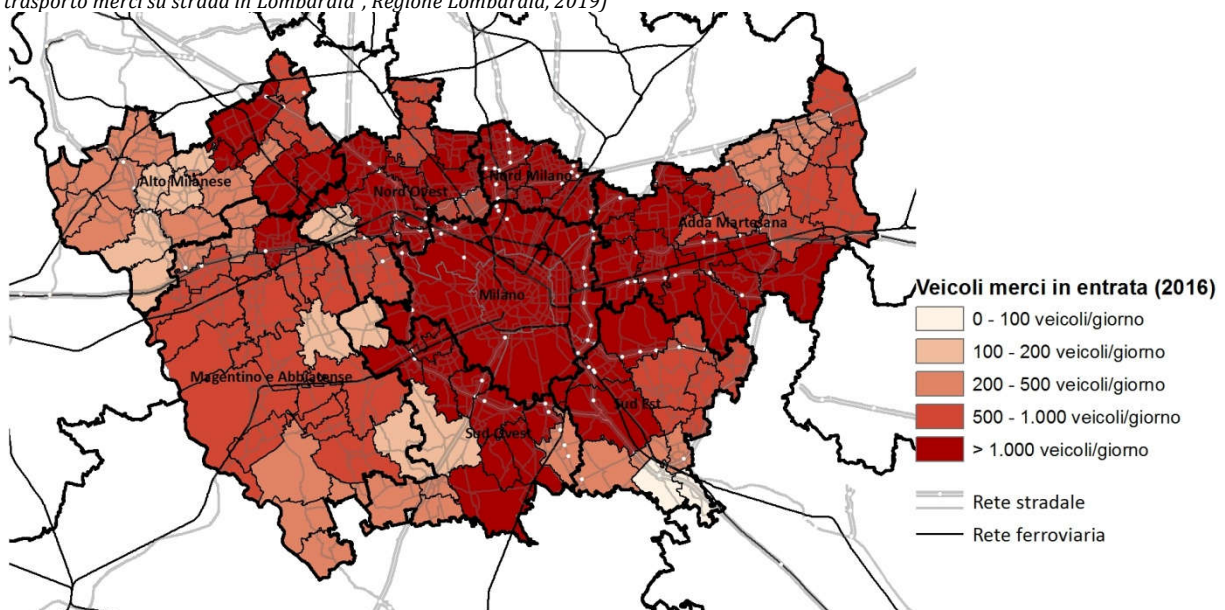 trasporto merci su strada in Lombardia", Regione Lombardia, 2019)
Alto Milanese
Nord Ovest
Nord Milano
Adda Martesana
Milano
Magentino e Abbiatense
Sud Est
Sud Ovest
Veicoli merci in entrata (2016)
0 - 100 veicoli/giorno
100 - 200 veicoli/giorno
200 - 500 veicoli/giorno
500 - 1.000 veicoli/giorno
> 1.000 veicoli/giorno
Rete stradale
Rete ferroviaria